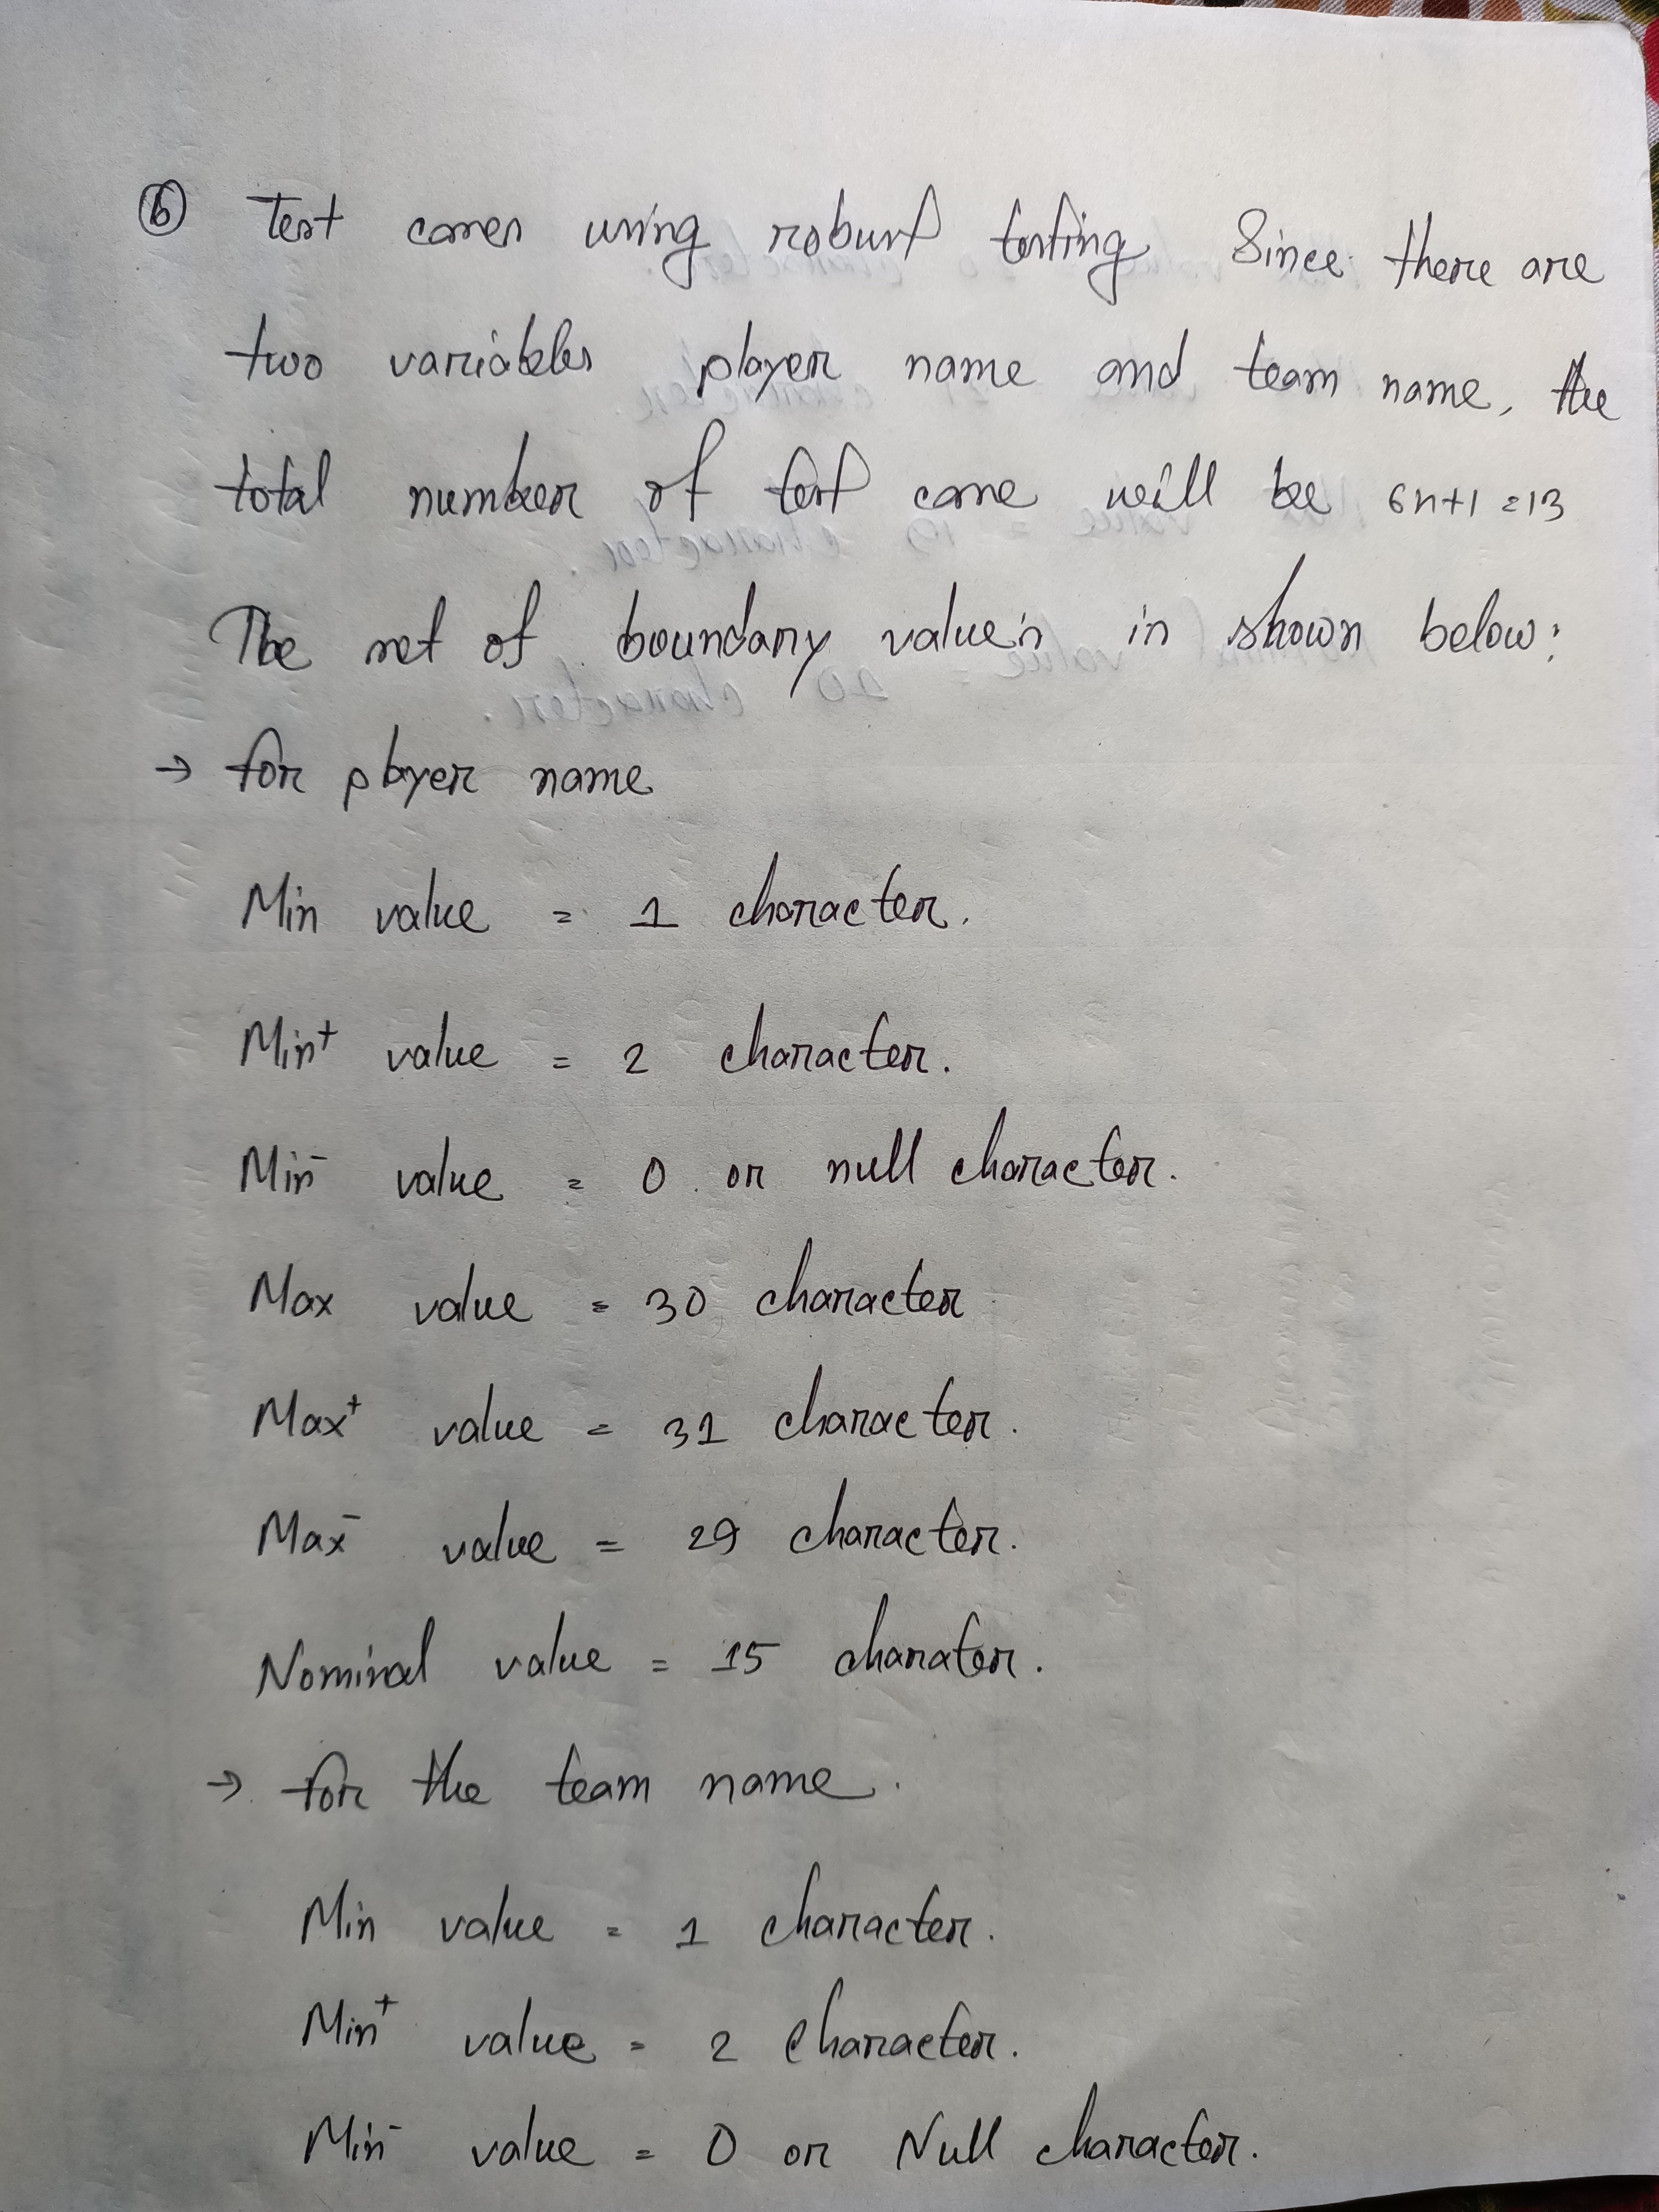 (b) Test cases using robust testing. Since there are
two variables player name and team name, the
total number of test case will be 6n+1 = 13
The set of boundary value's is shown below:
→ for player name
Min value = 1 character.
Min⁺ value = 2 character.
Min⁻ value = 0 or null character.
Max value = 30 character
Max⁺ value = 31 character.
Max⁻ value = 29 character.
Nominal value = 15 charater.
→ for the team name.
Min value = 1 character.
Min⁺ value = 2 character.
Min⁻ value = 0 or Null character.